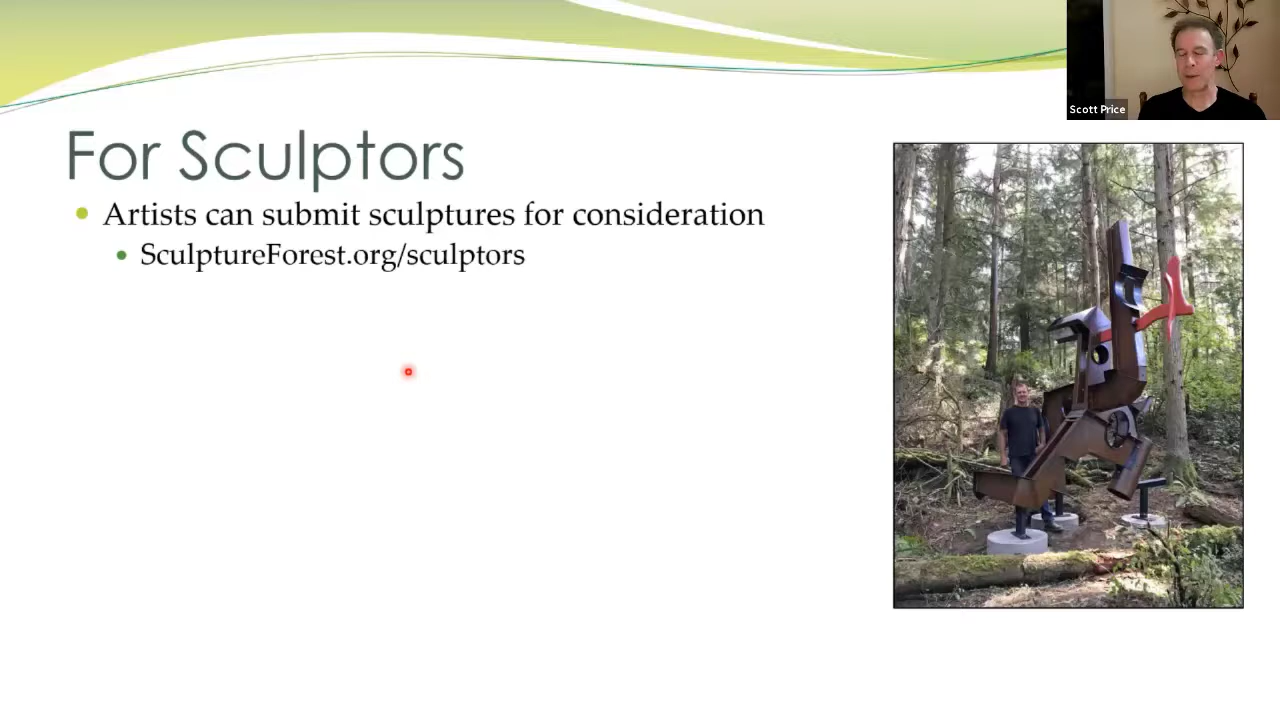 Scott Price
For Sculptors
Artists can submit sculptures for consideration
SculptureForest.org/sculptors